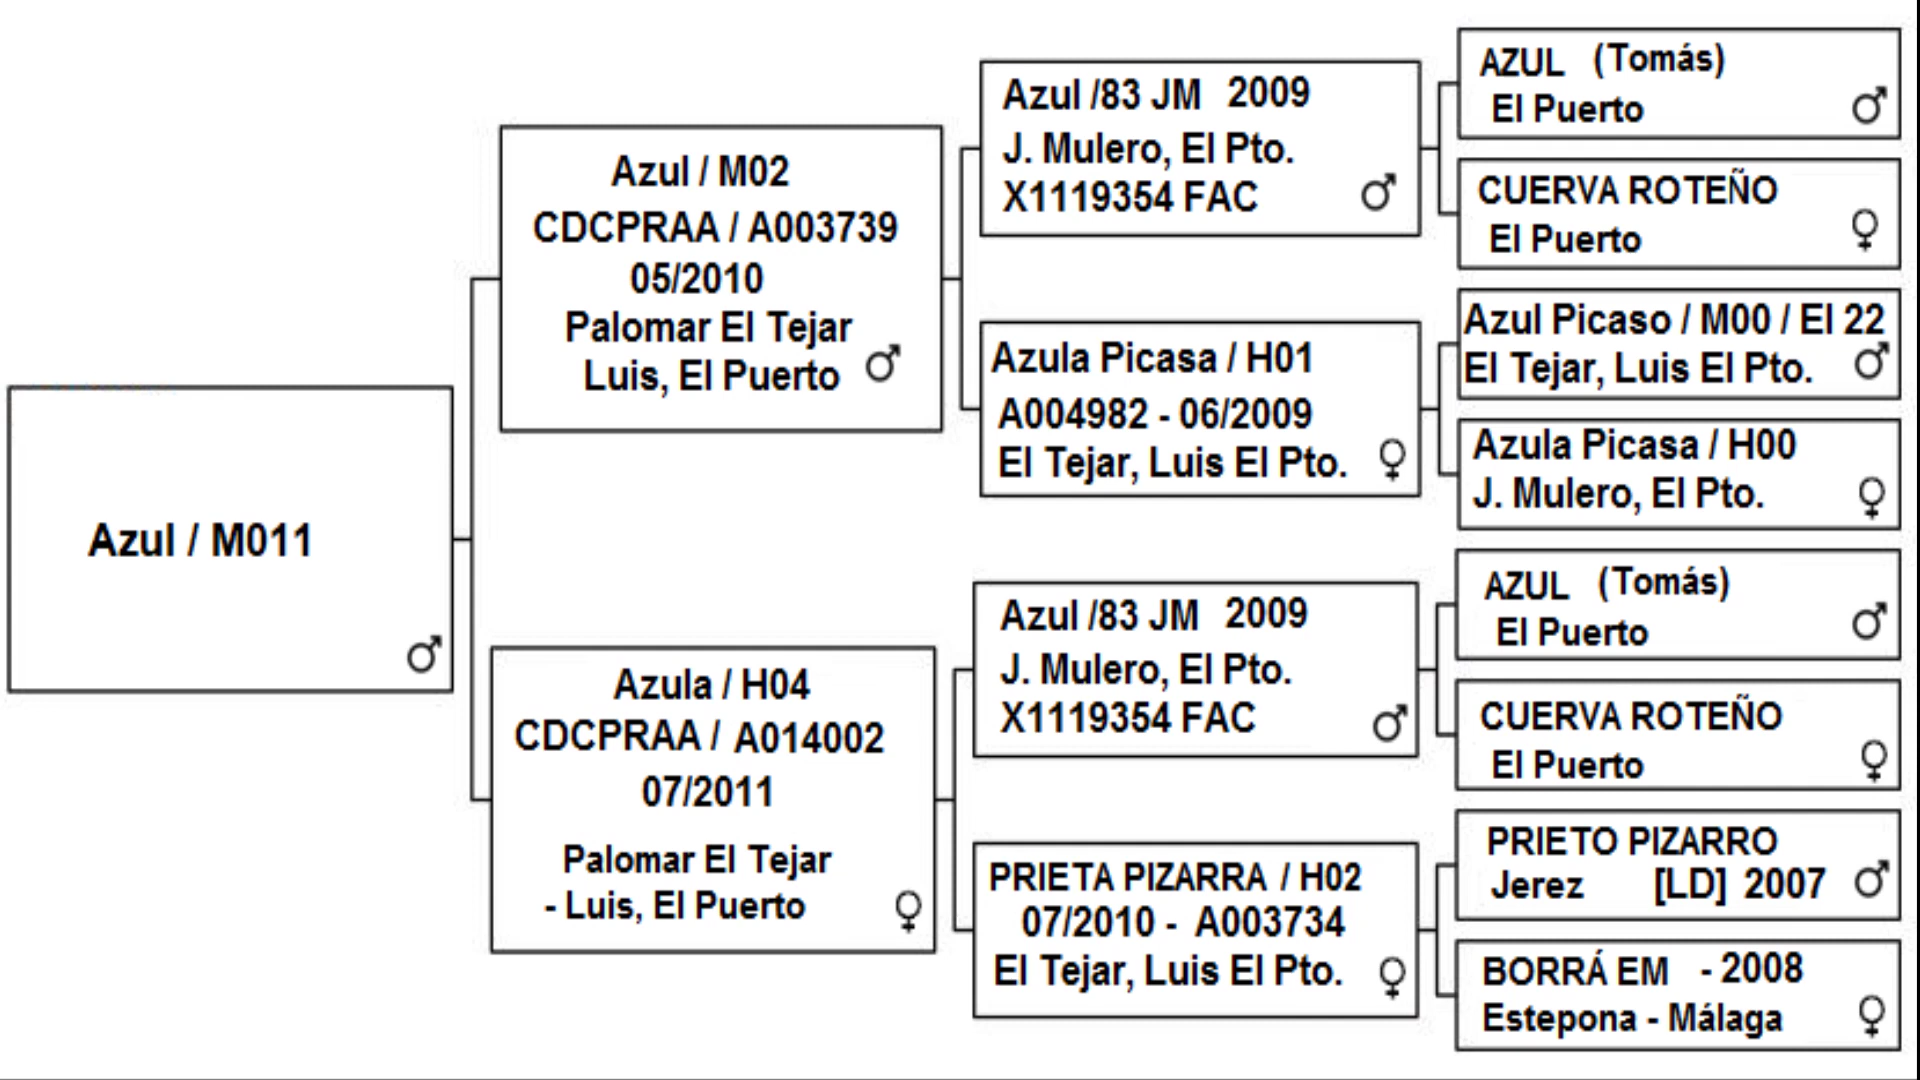 Azul / M011
Azul / M02
CDCPRAA / A003739
05/2010
Palomar El Tejar
Luis, El Puerto
Azula / H04
CDCPRAA / A014002
07/2011
Palomar El Tejar
- Luis, El Puerto
Azul /83 JM 2009
J. Mulero, El Pto.
X1119354 FAC
Azula Picasa / H01
A004982 - 06/2009
El Tejar, Luis El Pto.
Azul /83 JM 2009
J. Mulero, El Pto.
X1119354 FAC
PRIETA PIZARRA / H02
07/2010 - A003734
El Tejar, Luis El Pto.
AZUL (Tomás)
El Puerto
CUERVA ROTEÑO
El Puerto
Azul Picaso / M00 / El 22
El Tejar, Luis El Pto.
Azula Picasa / H00
J. Mulero, El Pto.
AZUL (Tomás)
El Puerto
CUERVA ROTEÑO
El Puerto
PRIETO PIZARRO
Jerez [LD] 2007
BORRÁ EM - 2008
Estepona - Málaga